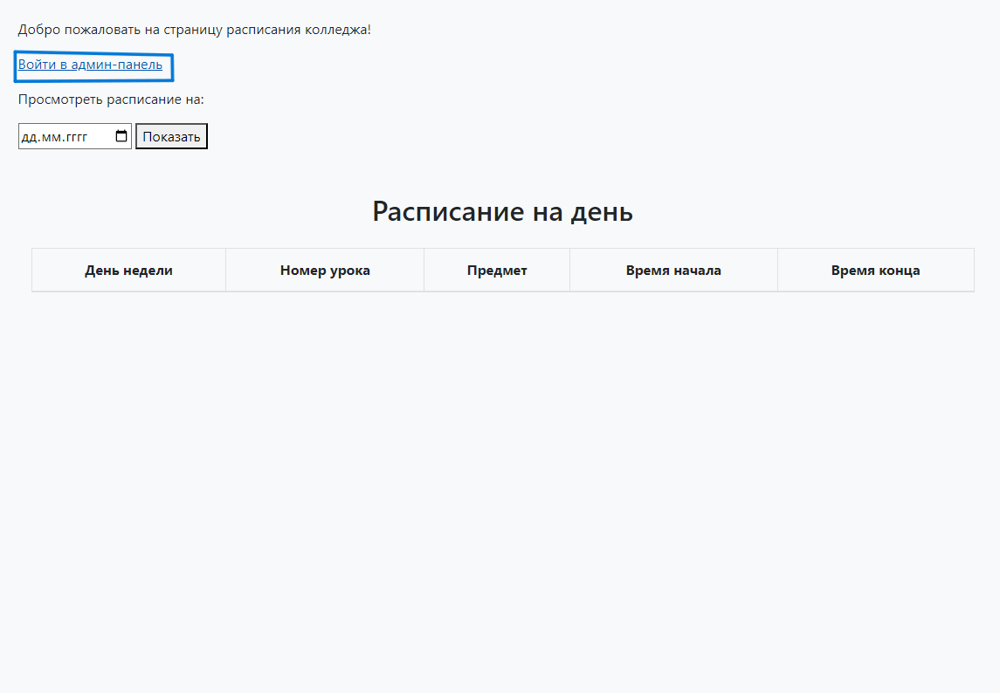 Добро пожаловать на страницу расписания колледжа!
Войти в админ-панель
Просмотреть расписание на:
дд.мм.гггг Показать
Расписание на день
День недели Номер урока Предмет Время начала Время конца